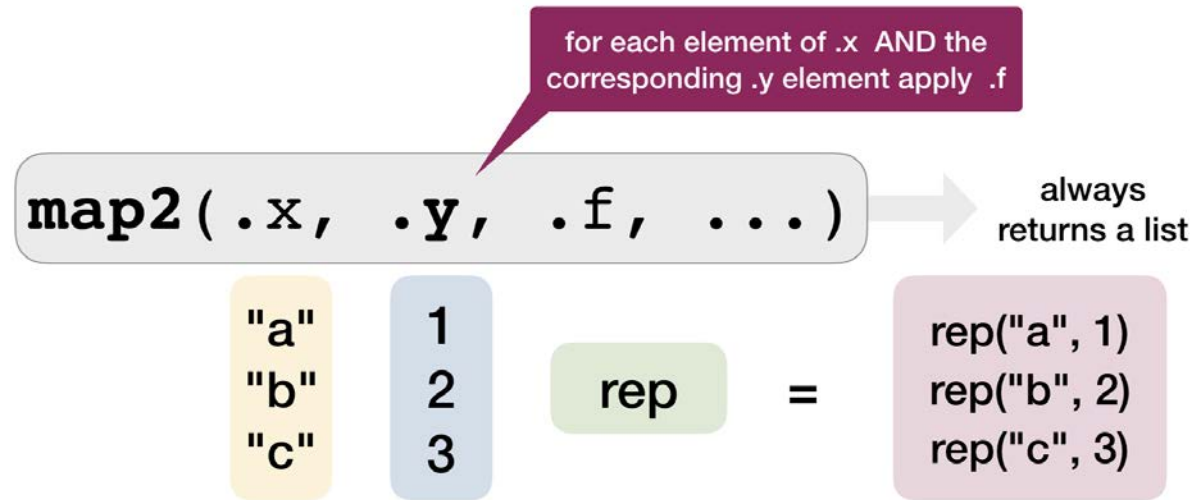 for each element of .x AND the
corresponding .y element apply .f
map2(.x, .y, .f, ...)
always
returns a list
"a"
"b"
"c"
1
2
3
rep
=
rep("a", 1)
rep("b", 2)
rep("c", 3)